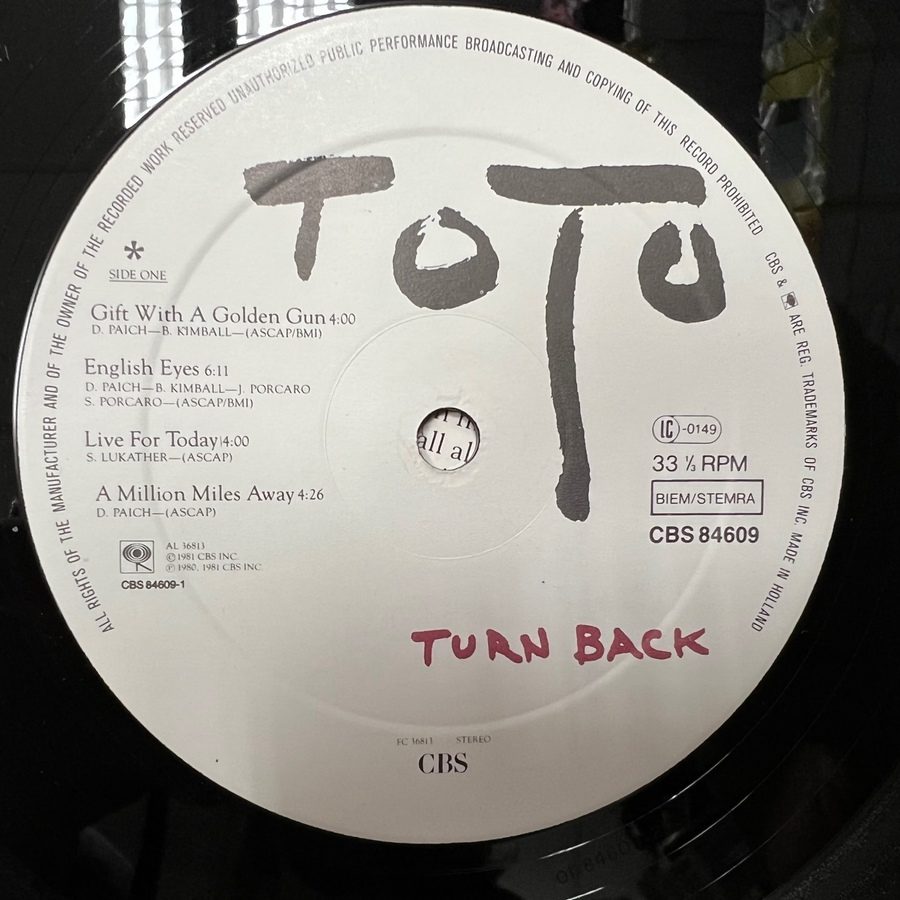 ALL RIGHTS OF THE MANUFACTURER AND OF THE OWNER OF THE RECORDED WORK RESERVED UNAUTHORIZED PUBLIC PERFORMANCE BROADCASTING AND COPYING OF THIS RECORD PROHIBITED CBS & ARE REG. TRADEMARKS OF CBS INC. MADE IN HOLLAND
TOTO
*
SIDE ONE
Gift With A Golden Gun 4:00
D. PAICH—B. KIMBALL—(ASCAP/BMI)
English Eyes 6:11
D. PAICH—B. KIMBALL—J. PORCARO
S. PORCARO—(ASCAP/BMI)
Live For Today 4:00
S. LUKATHER—(ASCAP)
A Million Miles Away 4:26
D. PAICH—(ASCAP)
AL 36813
© 1981 CBS INC.
℗ 1980, 1981 CBS INC.
CBS 84609-1
LC-0149
33 ⅓ RPM
BIEM/STEMRA
CBS 84609
all al
TURN BACK
FC 36813 STEREO
CBS